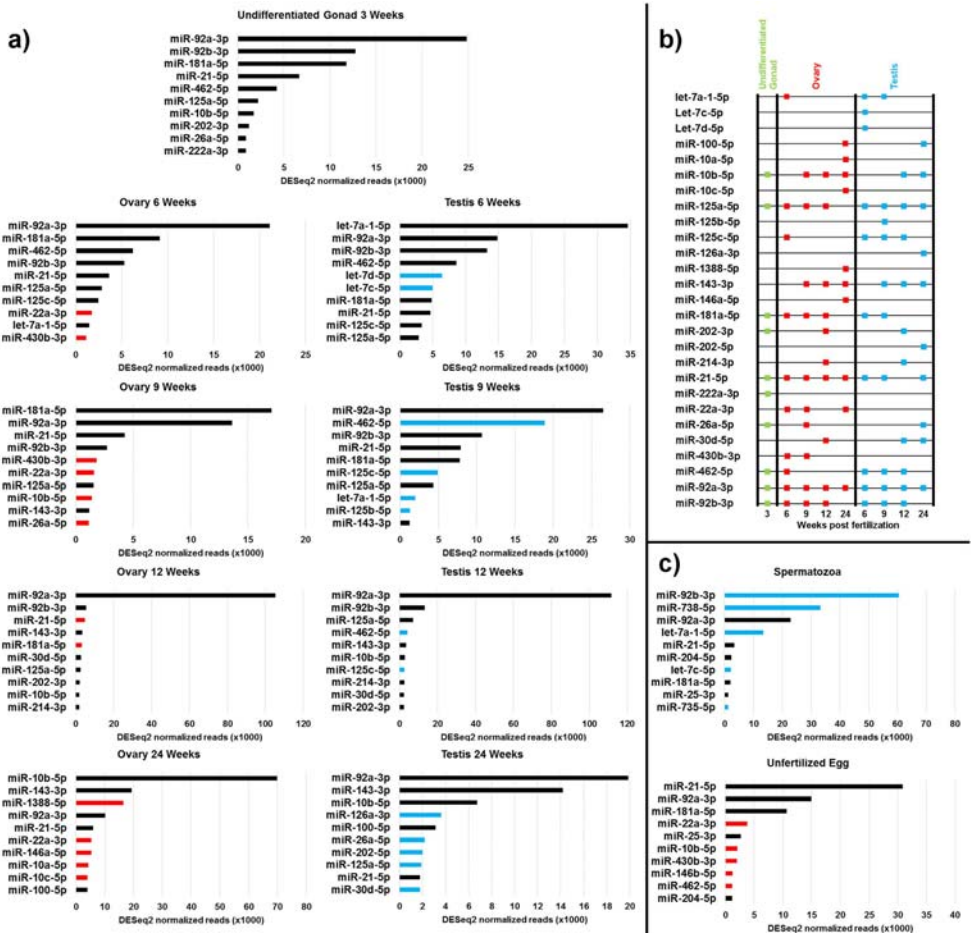 a)
Undifferentiated Gonad 3 Weeks
miR-92a-3p
miR-92b-3p
miR-181a-5p
miR-21-5p
miR-462-5p
miR-125a-5p
miR-10b-5p
miR-202-3p
miR-26a-5p
miR-222a-3p
0 5 10 15 20 25
DESeq2 normalized reads (x1000)
Ovary 6 Weeks
miR-92a-3p
miR-181a-5p
miR-462-5p
miR-92b-3p
miR-21-5p
miR-125a-5p
miR-125c-5p
miR-22a-3p
let-7a-1-5p
miR-430b-3p
0 5 10 15 20 25
DESeq2 normalized reads (x1000)
Testis 6 Weeks
let-7a-1-5p
miR-92a-3p
miR-92b-3p
miR-462-5p
let-7d-5p
let-7c-5p
miR-181a-5p
miR-21-5p
miR-125c-5p
miR-125a-5p
0 5 10 15 20 25 30 35
DESeq2 normalized reads (x1000)
Ovary 9 Weeks
miR-181a-5p
miR-92a-3p
miR-21-5p
miR-92b-3p
miR-430b-3p
miR-22a-3p
miR-125a-5p
miR-10b-5p
miR-143-3p
miR-26a-5p
0 5 10 15 20
DESeq2 normalized reads (x1000)
Testis 9 Weeks
miR-92a-3p
miR-462-5p
miR-92b-3p
miR-21-5p
miR-181a-5p
miR-125c-5p
miR-125a-5p
let-7a-1-5p
miR-125b-5p
miR-143-3p
0 5 10 15 20 25 30
DESeq2 normalized reads (x1000)
Ovary 12 Weeks
miR-92a-3p
miR-92b-3p
miR-21-5p
miR-143-3p
miR-181a-5p
miR-30d-5p
miR-125a-5p
miR-202-3p
miR-10b-5p
miR-214-3p
0 20 40 60 80 100 120
DESeq2 normalized reads (x1000)
Testis 12 Weeks
miR-92a-3p
miR-92b-3p
miR-125a-5p
miR-462-5p
miR-143-3p
miR-10b-5p
miR-125c-5p
miR-214-3p
miR-30d-5p
miR-202-3p
0 20 40 60 80 100 120
DESeq2 normalized reads (x1000)
Ovary 24 Weeks
miR-10b-5p
miR-143-3p
miR-1388-5p
miR-92a-3p
miR-21-5p
miR-22a-3p
miR-146a-5p
miR-10a-5p
miR-10c-5p
miR-100-5p
0 10 20 30 40 50 60 70 80
DESeq2 normalized reads (x1000)
Testis 24 Weeks
miR-92a-3p
miR-143-3p
miR-10b-5p
miR-126a-3p
miR-100-5p
miR-26a-5p
miR-202-5p
miR-125a-5p
miR-21-5p
miR-30d-5p
0 2 4 6 8 10 12 14 16 18 20
DESeq2 normalized reads (x1000)
b)
Undifferentiated
Gonad
Ovary
Testis
let-7a-1-5p
Let-7c-5p
Let-7d-5p
miR-100-5p
miR-10a-5p
miR-10b-5p
miR-10c-5p
miR-125a-5p
miR-125b-5p
miR-125c-5p
miR-126a-3p
miR-1388-5p
miR-143-3p
miR-146a-5p
miR-181a-5p
miR-202-3p
miR-202-5p
miR-214-3p
miR-21-5p
miR-222a-3p
miR-22a-3p
miR-26a-5p
miR-30d-5p
miR-430b-3p
miR-462-5p
miR-92a-3p
miR-92b-3p
3 6 9 12 24 6 9 12 24
Weeks post fertilization
c)
Spermatozoa
miR-92b-3p
miR-738-5p
miR-92a-3p
let-7a-1-5p
miR-21-5p
miR-204-5p
let-7c-5p
miR-181a-5p
miR-25-3p
miR-735-5p
0 10 20 30 40 50 60 70 80
DESeq2 normalized reads (x1000)
Unfertilized Egg
miR-21-5p
miR-92a-3p
miR-181a-5p
miR-22a-3p
miR-25-3p
miR-10b-5p
miR-430b-3p
miR-146b-5p
miR-462-5p
miR-204-5p
0 10 20 30 40
DESeq2 normalized reads (x1000)